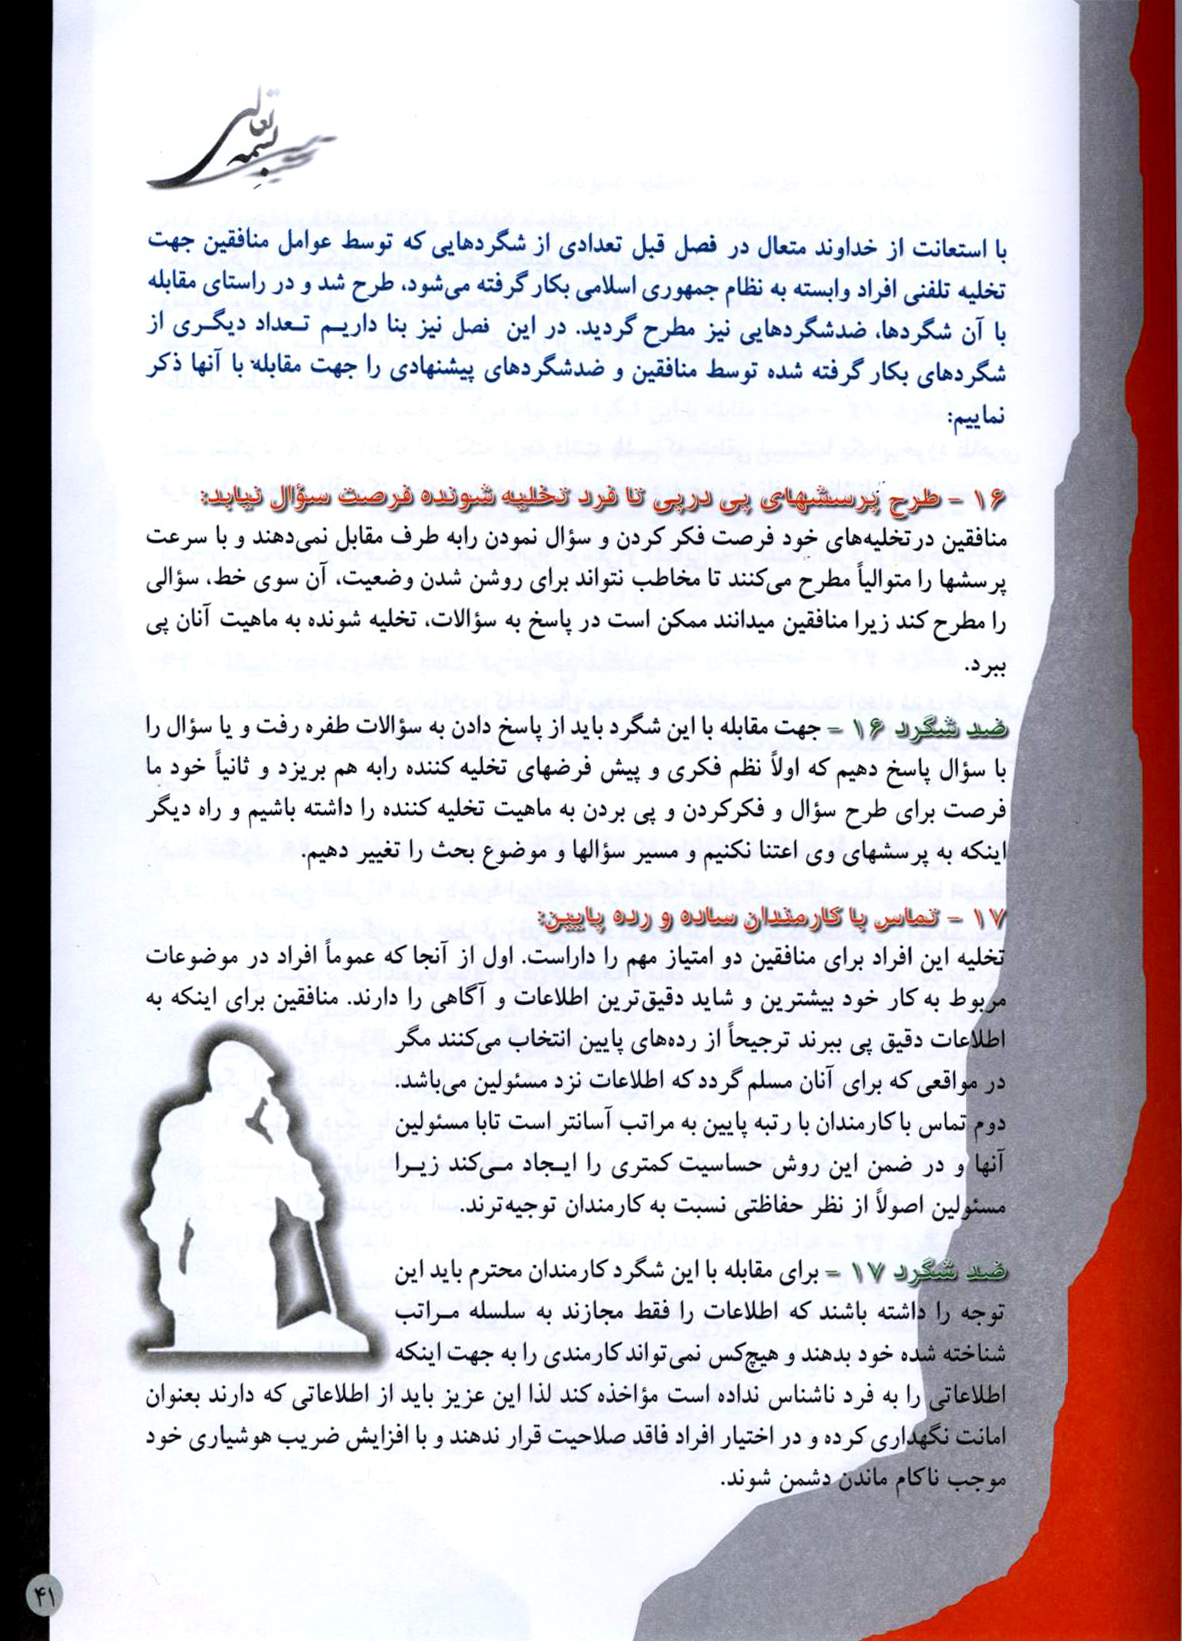 بسمه تعالی
با استعانت از خداوند متعال در فصل قبل تعدادی از شگردهایی که توسط عوامل منافقین جهت
تخلیه تلفنی افراد وابسته به نظام جمهوری اسلامی بکار گرفته می‌شود، طرح شد و در راستای مقابله
با آن شگردها، ضدشگردهایی نیز مطرح گردید. در این فصل نیز بنا داریم تعداد دیگری از
شگردهای بکار گرفته شده توسط منافقین و ضدشگردهای پیشنهادی را جهت مقابله با آنها ذکر
نماییم:
۱۶ - طرح پرسشهای پی درپی تا فرد تخلیه شونده فرصت سؤال نیابد:
منافقین درتخلیه‌های خود فرصت فکر کردن و سؤال نمودن رابه طرف مقابل نمی‌دهند و با سرعت
پرسشها را متوالیاً مطرح می‌کنند تا مخاطب نتواند برای روشن شدن وضعیت، آن سوی خط، سؤالی
را مطرح کند زیرا منافقین میدانند ممکن است در پاسخ به سؤالات، تخلیه شونده به ماهیت آنان پی
ببرد.
ضد شگرد ۱۶ - جهت مقابله با این شگرد باید از پاسخ دادن به سؤالات طفره رفت و یا سؤال را
با سؤال پاسخ دهیم که اولاً نظم فکری و پیش فرضهای تخلیه کننده رابه هم بریزد و ثانیاً خود ما
فرصت برای طرح سؤال و فکرکردن و پی بردن به ماهیت تخلیه کننده را داشته باشیم و راه دیگر
اینکه به پرسشهای وی اعتنا نکنیم و مسیر سؤالها و موضوع بحث را تغییر دهیم.
۱۷ - تماس با کارمندان ساده و رده پایین:
تخلیه این افراد برای منافقین دو امتیاز مهم را داراست. اول از آنجا که عموماً افراد در موضوعات
مربوط به کار خود بیشترین و شاید دقیق‌ترین اطلاعات و آگاهی را دارند. منافقین برای اینکه به
اطلاعات دقیق پی ببرند ترجیحاً از رده‌های پایین انتخاب می‌کنند مگر
در مواقعی که برای آنان مسلم گردد که اطلاعات نزد مسئولین می‌باشد.
دوم تماس با کارمندان با رتبه پایین به مراتب آسانتر است تابا مسئولین
آنها و در ضمن این روش حساسیت کمتری را ایجاد می‌کند زیرا
مسئولین اصولاً از نظر حفاظتی نسبت به کارمندان توجیه‌ترند.
ضد شگرد ۱۷ - برای مقابله با این شگرد کارمندان محترم باید این
توجه را داشته باشند که اطلاعات را فقط مجازند به سلسله مراتب
شناخته شده خود بدهند و هیچ‌کس نمی‌تواند کارمندی را به جهت اینکه
اطلاعاتی را به فرد ناشناس نداده است مؤاخذه کند لذا این عزیز باید از اطلاعاتی که دارند بعنوان
امانت نگهداری کرده و در اختیار افراد فاقد صلاحیت قرار ندهند و با افزایش ضریب هوشیاری خود
موجب ناکام ماندن دشمن شوند.
۴۱